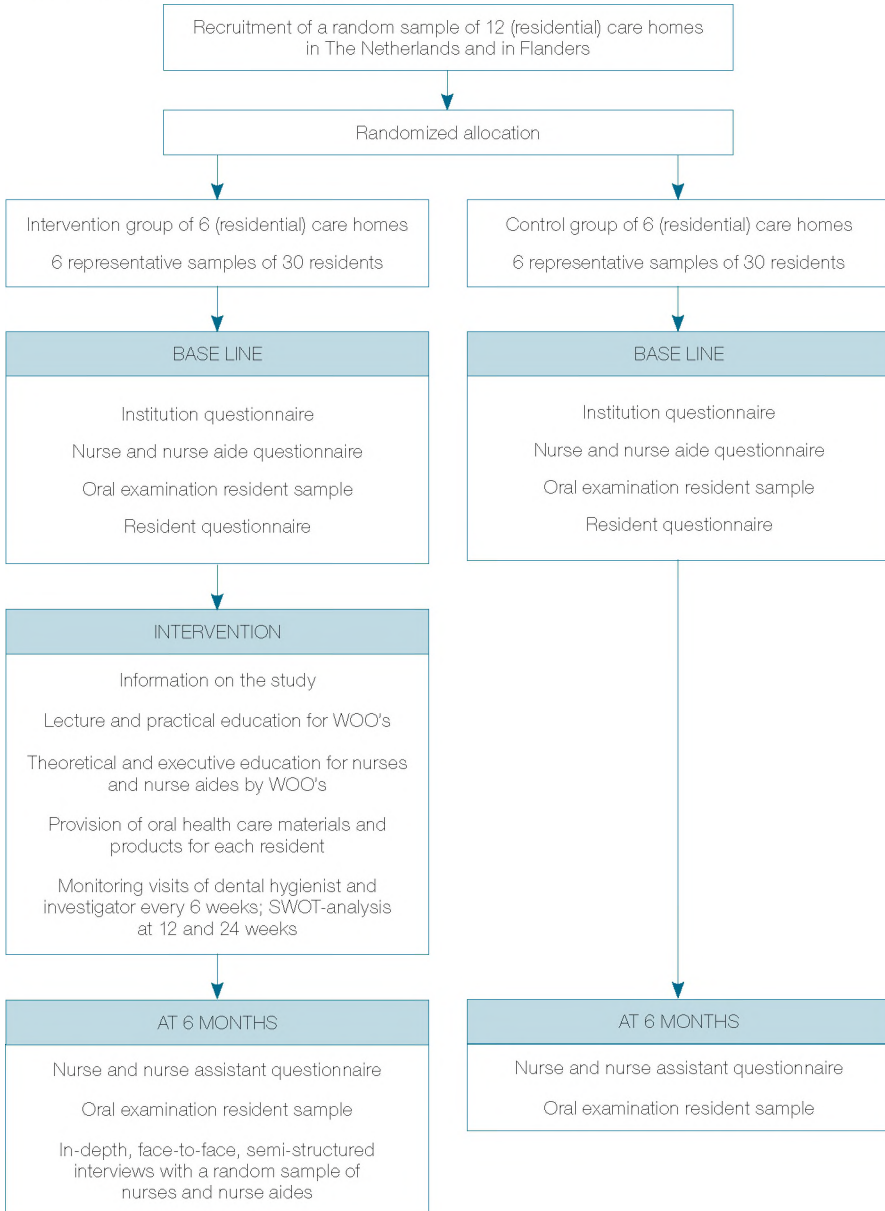 Recruitment of a random sample of 12 (residential) care homes
in The Netherlands and in Flanders
Randomized allocation
Intervention group of 6 (residential) care homes
6 representative samples of 30 residents
Control group of 6 (residential) care homes
6 representative samples of 30 residents
BASE LINE
Institution questionnaire
Nurse and nurse aide questionnaire
Oral examination resident sample
Resident questionnaire
BASE LINE
Institution questionnaire
Nurse and nurse aide questionnaire
Oral examination resident sample
Resident questionnaire
INTERVENTION
Information on the study
Lecture and practical education for WOO's
Theoretical and executive education for nurses
and nurse aides by WOO's
Provision of oral health care materials and
products for each resident
Monitoring visits of dental hygienist and
investigator every 6 weeks; SWOT-analysis
at 12 and 24 weeks
AT 6 MONTHS
Nurse and nurse assistant questionnaire
Oral examination resident sample
In-depth, face-to-face, semi-structured
interviews with a random sample of
nurses and nurse aides
AT 6 MONTHS
Nurse and nurse assistant questionnaire
Oral examination resident sample